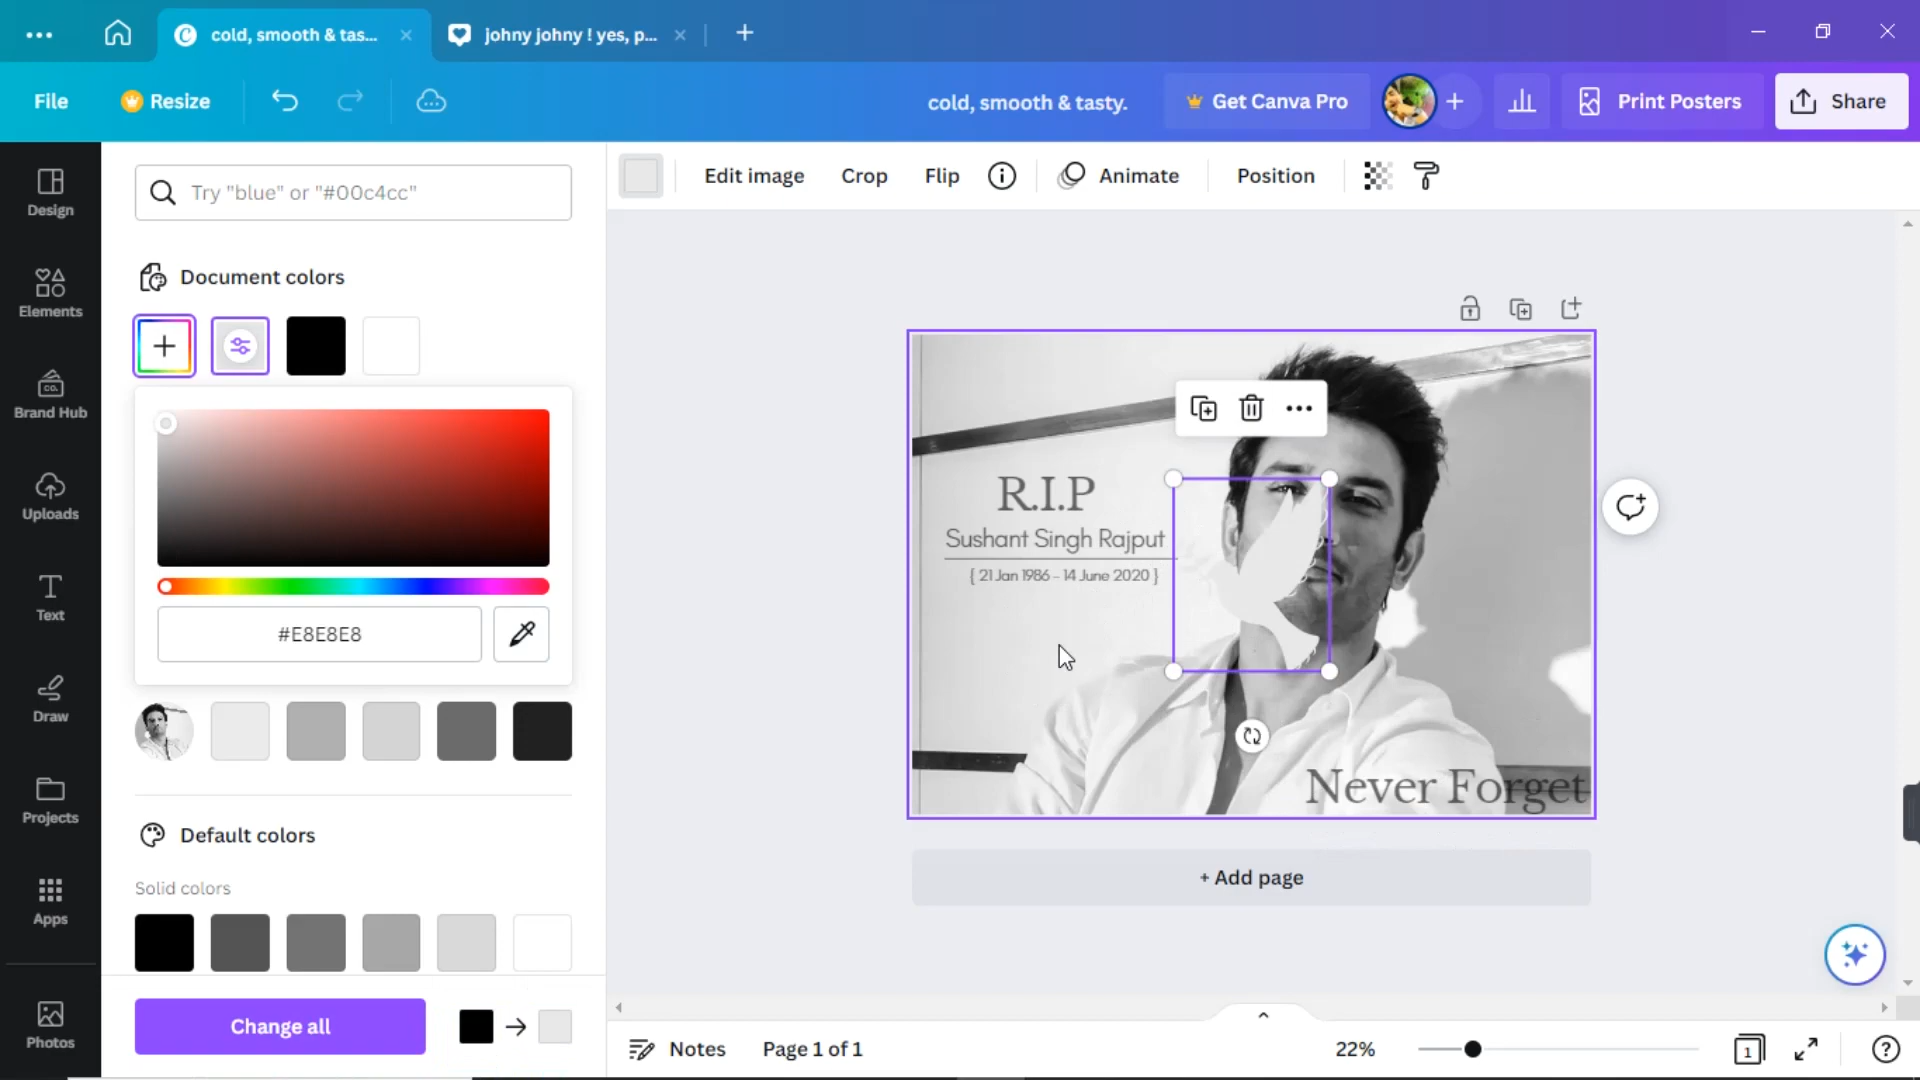 cold, smooth & tas...
johny johny ! yes, p...
File
Resize
cold, smooth & tasty.
Get Canva Pro
Print Posters
Share
Design
Elements
Brand Hub
CO.
Uploads
Text
Draw
Projects
Apps
Photos
Try "blue" or "#00c4cc"
Document colors
#E8E8E8
Default colors
Solid colors
Change all
Edit image
Crop
Flip
Animate
Position
R.I.P
Sushant Singh Rajput
{ 21 Jan 1986 - 14 June 2020 }
Never Forget
+ Add page
Notes
Page 1 of 1
22%
1